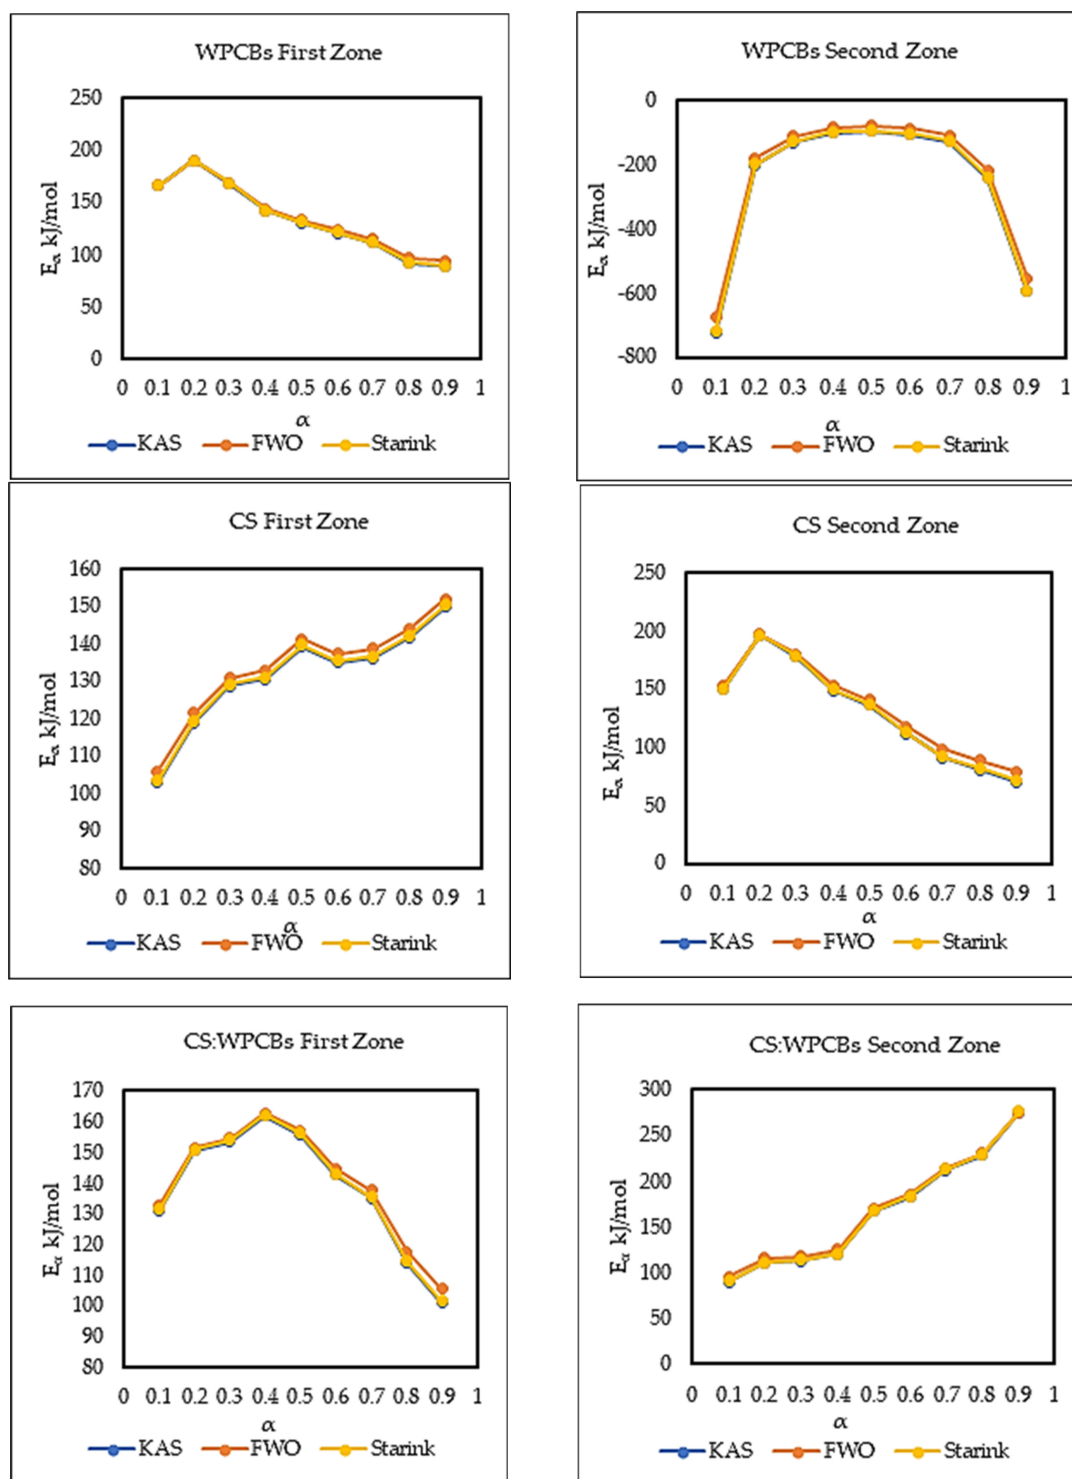 WPCBs First Zone
250
200
150
100
50
0
Eα kJ/mol
0 0.1 0.2 0.3 0.4 0.5 0.6 0.7 0.8 0.9 1
α
KAS FWO Starink
WPCBs Second Zone
0
-200
-400
-600
-800
Eα kJ/mol
0 0.1 0.2 0.3 0.4 0.5 0.6 0.7 0.8 0.9 1
α
KAS FWO Starink
CS First Zone
160
150
140
130
120
110
100
90
80
Eα kJ/mol
0 0.1 0.2 0.3 0.4 0.5 0.6 0.7 0.8 0.9 1
α
KAS FWO Starink
CS Second Zone
250
200
150
100
50
0
Eα kJ/mol
0 0.1 0.2 0.3 0.4 0.5 0.6 0.7 0.8 0.9 1
α
KAS FWO Starink
CS:WPCBs First Zone
170
160
150
140
130
120
110
100
90
80
Eα kJ/mol
0 0.1 0.2 0.3 0.4 0.5 0.6 0.7 0.8 0.9 1
α
KAS FWO Starink
CS:WPCBs Second Zone
300
250
200
150
100
50
0
Eα kJ/mol
0 0.1 0.2 0.3 0.4 0.5 0.6 0.7 0.8 0.9 1
α
KAS FWO Starink